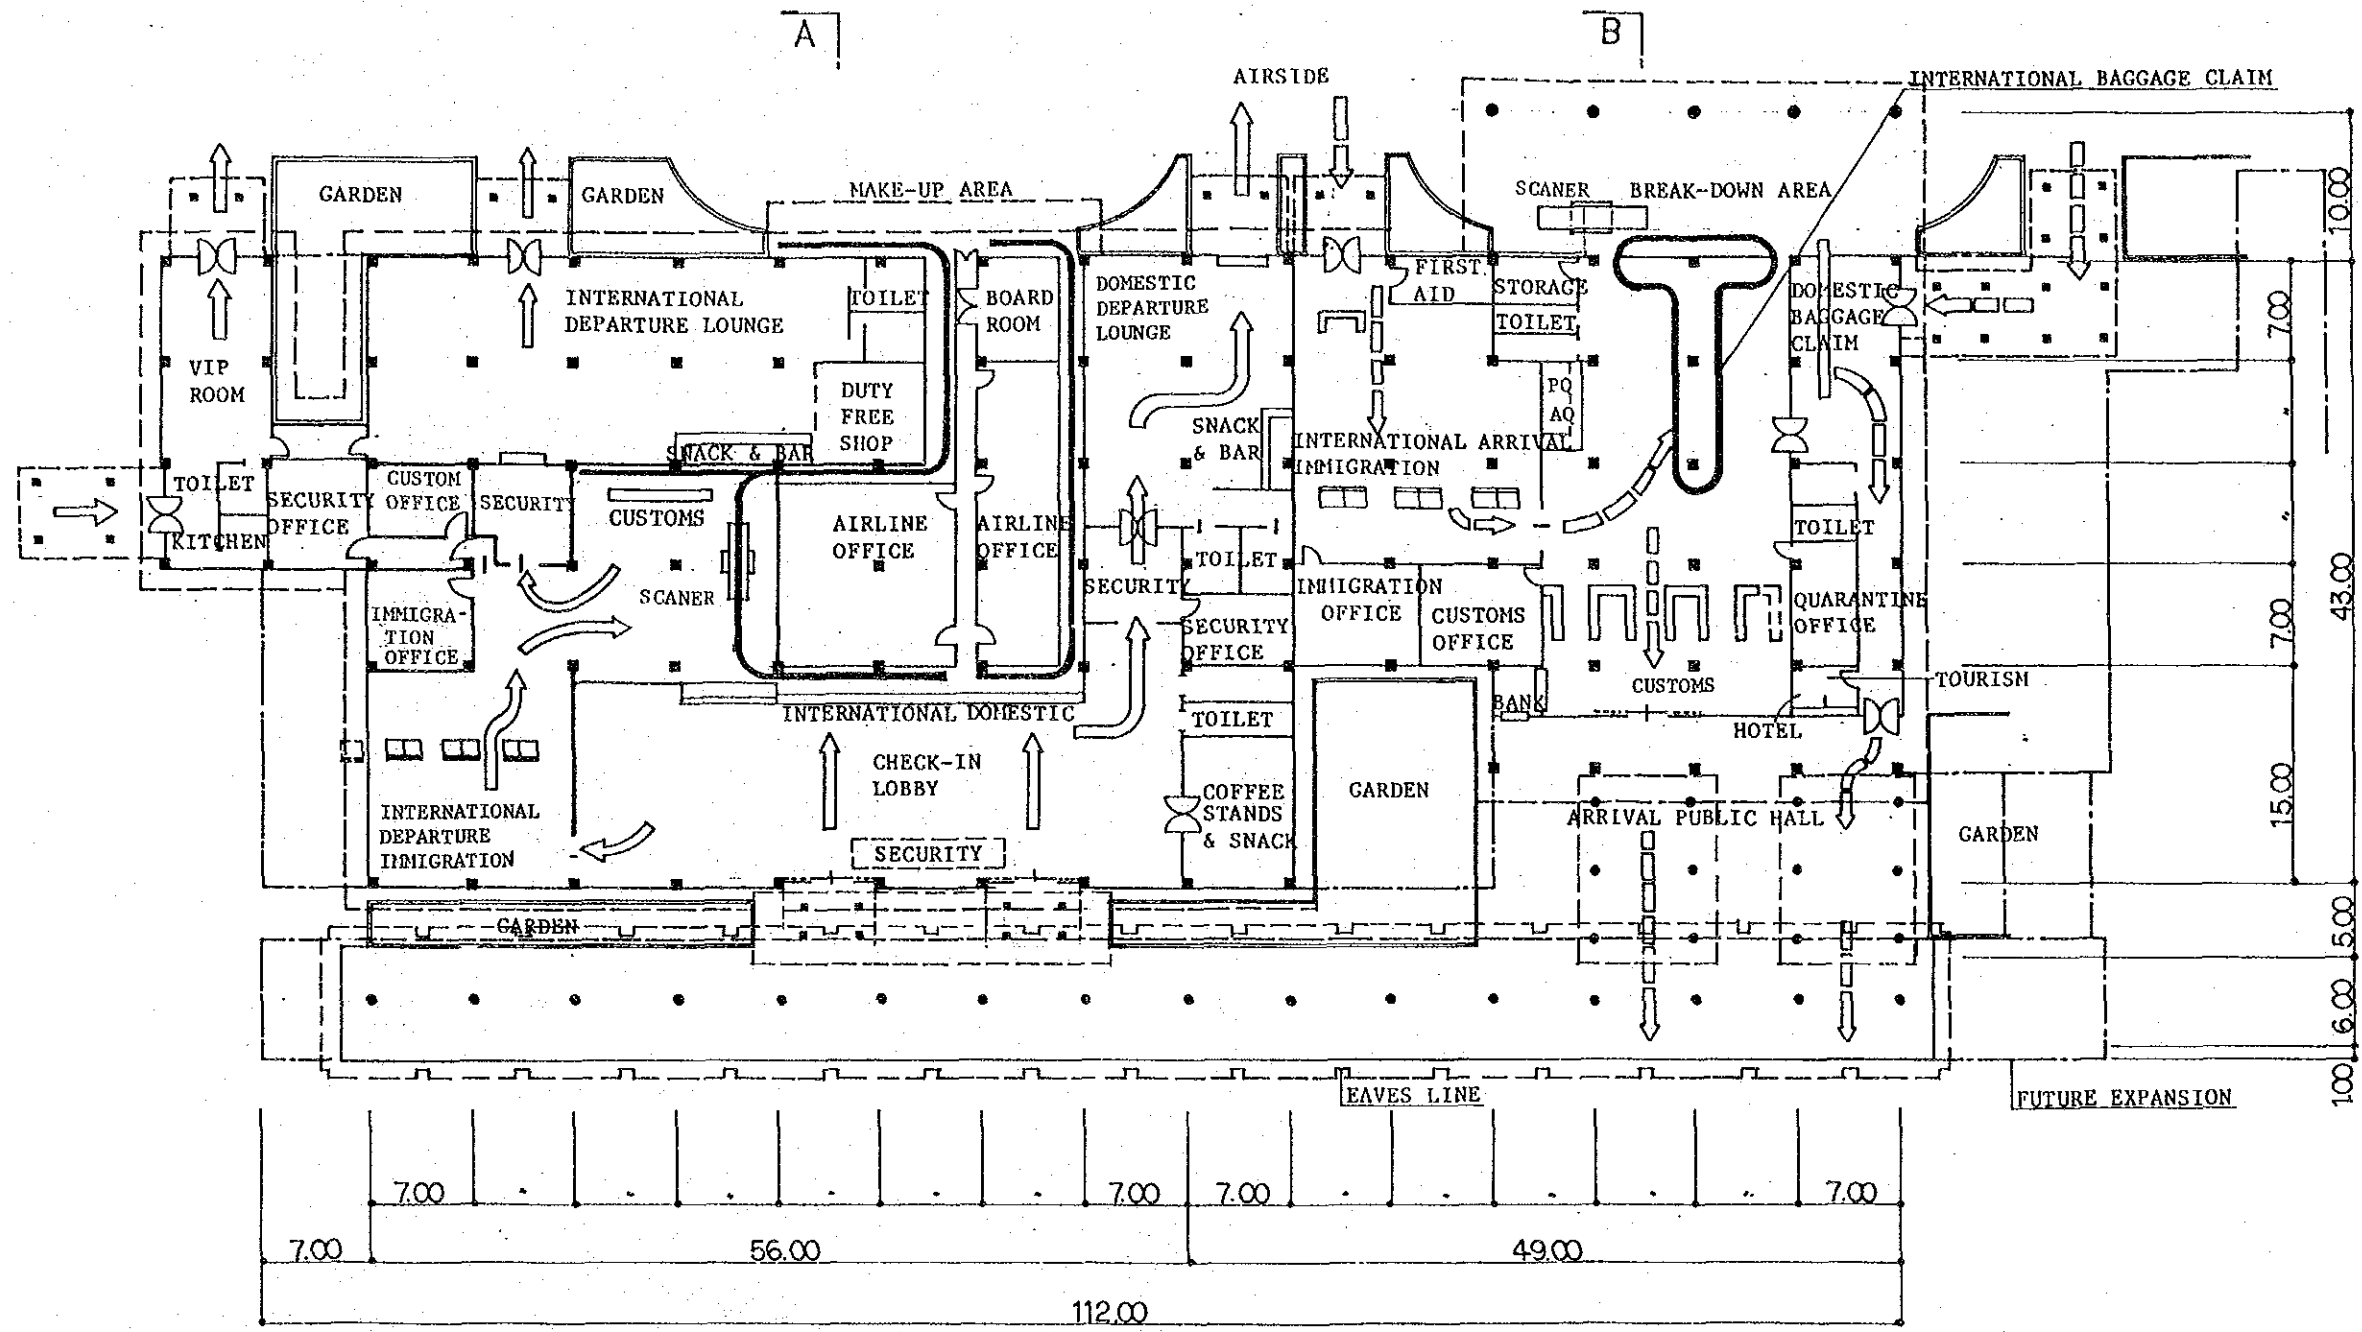 A
B
AIRSIDE
INTERNATIONAL BAGGAGE CLAIM
GARDEN
GARDEN
MAKE-UP AREA
SCANER
BREAK-DOWN AREA
10.00
INTERNATIONAL
DEPARTURE LOUNGE
TOILET
BOARD
ROOM
DOMESTIC
DEPARTURE
LOUNGE
FIRST
AID
STORAGE
TOILET
DOMESTIC
BAGGAGE
CLAIM
7.00
VIP
ROOM
DUTY
FREE
SHOP
SNACK & BAR
SNACK
& BAR
INTERNATIONAL ARRIVAL
IMMIGRATION
PQ
AQ
TOILET
KITCHEN
SECURITY
OFFICE
CUSTOM
OFFICE
SECURITY
CUSTOMS
AIRLINE
OFFICE
AIRLINE
OFFICE
TOILET
TOILET
SCANER
SECURITY
IMMIGRATION
OFFICE
CUSTOMS
OFFICE
QUARANTINE
OFFICE
7.00
43.00
IMMIGRA-
TION
OFFICE
SECURITY
OFFICE
CUSTOMS
TOURISM
INTERNATIONAL DOMESTIC
TOILET
BANK
HOTEL
CHECK-IN
LOBBY
COFFEE
STANDS
& SNACK
GARDEN
ARRIVAL PUBLIC HALL
GARDEN
15.00
INTERNATIONAL
DEPARTURE
IMMIGRATION
SECURITY
GARDEN
5.00
6.00
1.00
EAVES LINE
FUTURE EXPANSION
7.00
7.00
7.00
7.00
7.00
56.00
49.00
112.00